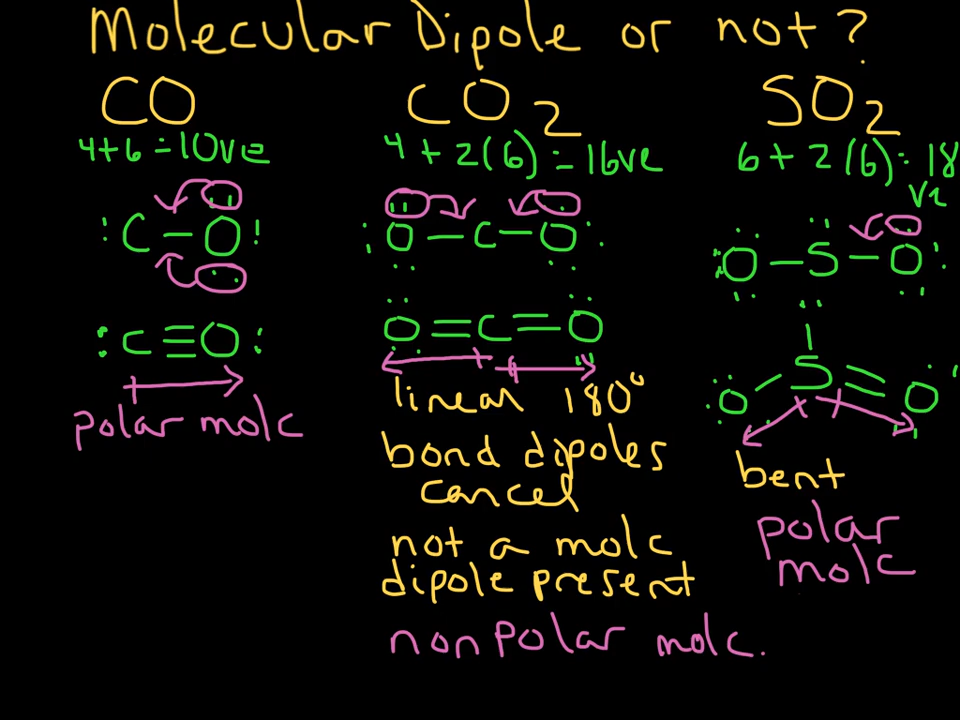 Molecular Dipole or not?
CO
4+6=10ve
:C–O:
:C≡O:
polar molc
CO2
4+2(6)=16ve
:O–C–O:
O=C=O
linear 180°
bond dipoles
cancel
not a molc
dipole present
nonpolar molc.
SO2
6+2(6)=18
ve
:O–S–O:
O S O
bent
polar
molc